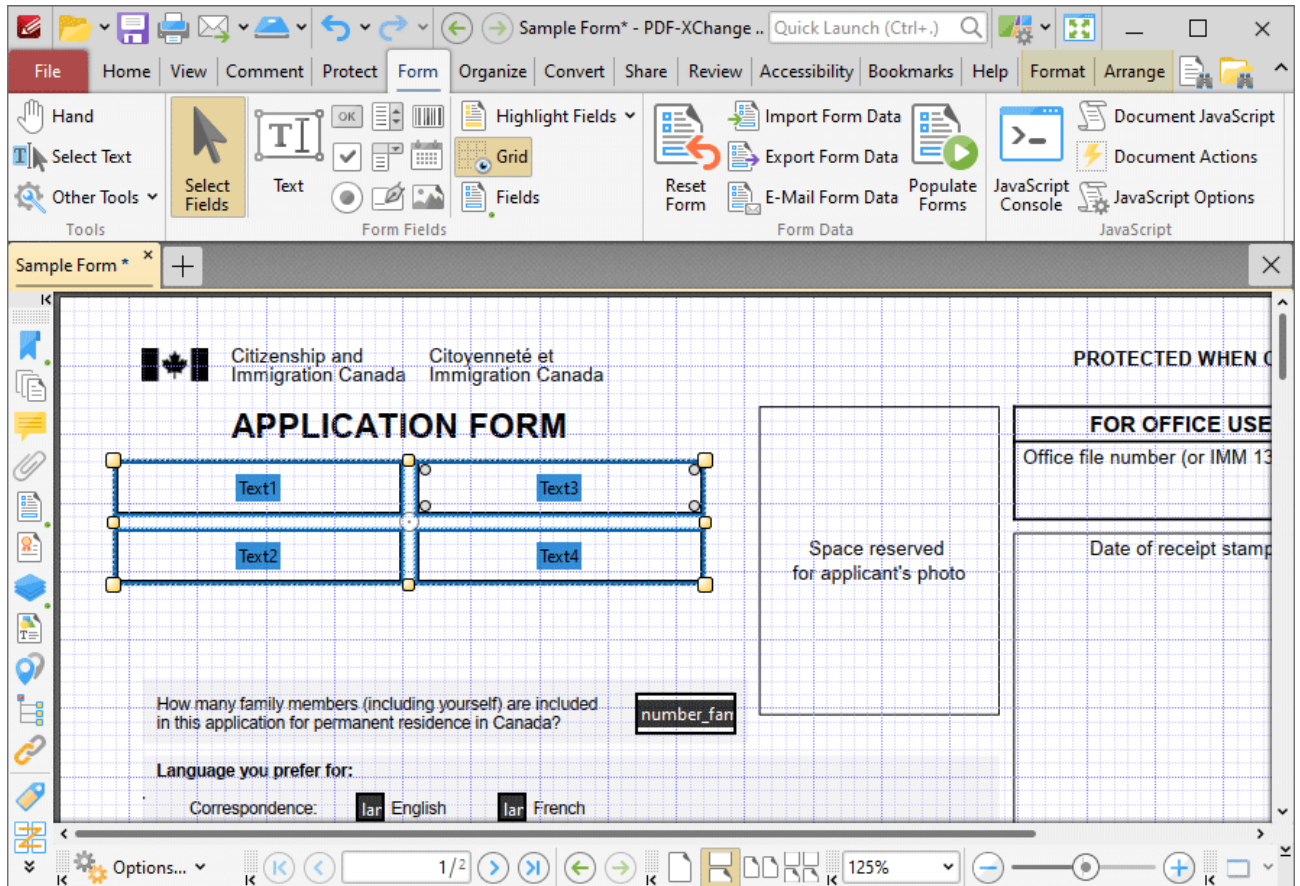 Sample Form* - PDF-XChange ..
Quick Launch (Ctrl+.)
File
Home
View
Comment
Protect
Form
Organize
Convert
Share
Review
Accessibility
Bookmarks
Help
Format
Arrange
Hand
Select Text
Other Tools
Tools
Select
Fields
Text
OK
Highlight Fields
Grid
Fields
Form Fields
Reset
Form
Import Form Data
Export Form Data
E-Mail Form Data
Populate
Forms
Form Data
JavaScript
Console
Document JavaScript
Document Actions
JavaScript Options
JavaScript
Sample Form *
Citizenship and
Immigration Canada
Citoyenneté et
Immigration Canada
PROTECTED WHEN
APPLICATION FORM
FOR OFFICE USE
Office file number (or IMM 13
Text1
Text3
Text2
Text4
Space reserved
for applicant's photo
Date of receipt stamp
How many family members (including yourself) are included
in this application for permanent residence in Canada?
number_fam
Language you prefer for:
Correspondence:
lan
English
lan
French
Options...
1/2
125%